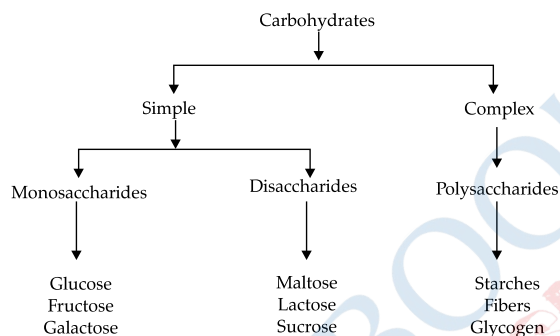 Carbohydrates
Simple
Complex
Monosaccharides
Disaccharides
Polysaccharides
Glucose
Fructose
Galactose
Maltose
Lactose
Sucrose
Starches
Fibers
Glycogen